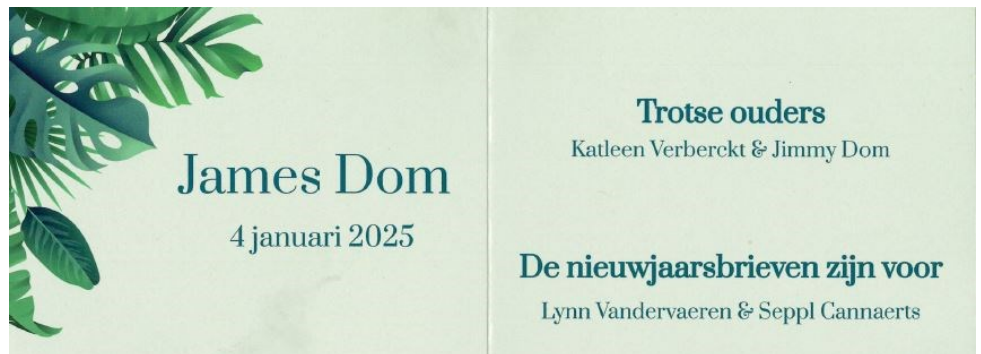 James Dom
4 januari 2025
Trotse ouders
Katleen Verberckt & Jimmy Dom
De nieuwjaarsbrieven zijn voor
Lynn Vandervaeren & Seppl Cannaerts